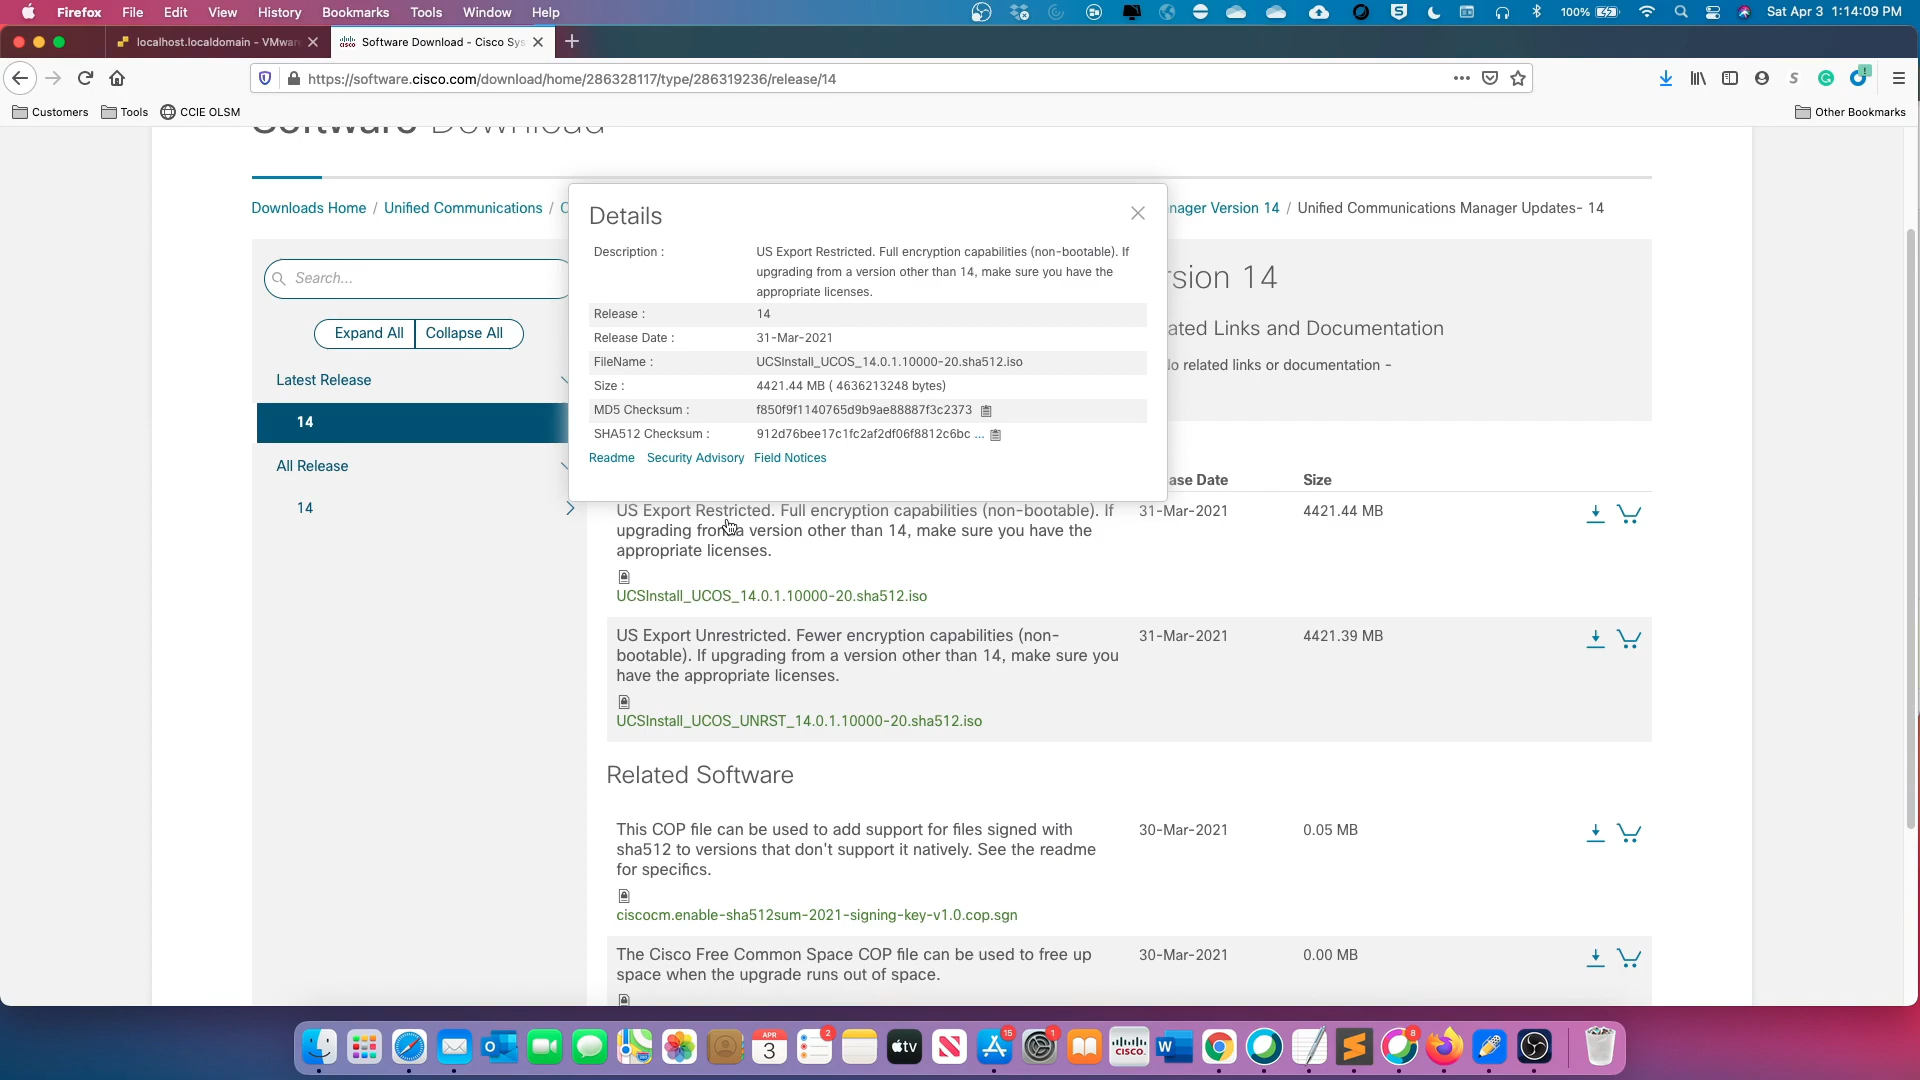 Firefox File Edit View History Bookmarks Tools Window Help
100%
Sat Apr 3 1:14:09 PM
localhost.localdomain - VMwar
Software Download - Cisco Sys
https://software.cisco.com/download/home/286328117/type/286319236/release/14
Customers Tools CCIE OLSM
Other Bookmarks
Software Download
Downloads Home / Unified Communications / C
nager Version 14 / Unified Communications Manager Updates- 14
Search...
Expand All Collapse All
Latest Release
14
All Release
14
Details
Description :
US Export Restricted. Full encryption capabilities (non-bootable). If
upgrading from a version other than 14, make sure you have the
appropriate licenses.
Release : 14
Release Date : 31-Mar-2021
FileName : UCSInstall_UCOS_14.0.1.10000-20.sha512.iso
Size : 4421.44 MB ( 4636213248 bytes)
MD5 Checksum : f850f9f1140765d9b9ae88887f3c2373
SHA512 Checksum : 912d76bee17c1fc2af2df06f8812c6bc ...
Readme Security Advisory Field Notices
rsion 14
ated Links and Documentation
lo related links or documentation -
ase Date Size
US Export Restricted. Full encryption capabilities (non-bootable). If
upgrading from a version other than 14, make sure you have the
appropriate licenses.
UCSInstall_UCOS_14.0.1.10000-20.sha512.iso
31-Mar-2021 4421.44 MB
US Export Unrestricted. Fewer encryption capabilities (non-
bootable). If upgrading from a version other than 14, make sure you
have the appropriate licenses.
UCSInstall_UCOS_UNRST_14.0.1.10000-20.sha512.iso
31-Mar-2021 4421.39 MB
Related Software
This COP file can be used to add support for files signed with
sha512 to versions that don't support it natively. See the readme
for specifics.
ciscocm.enable-sha512sum-2021-signing-key-v1.0.cop.sgn
30-Mar-2021 0.05 MB
The Cisco Free Common Space COP file can be used to free up
space when the upgrade runs out of space.
30-Mar-2021 0.00 MB
APR
3
2
tv
15
1
CISCO
W
8